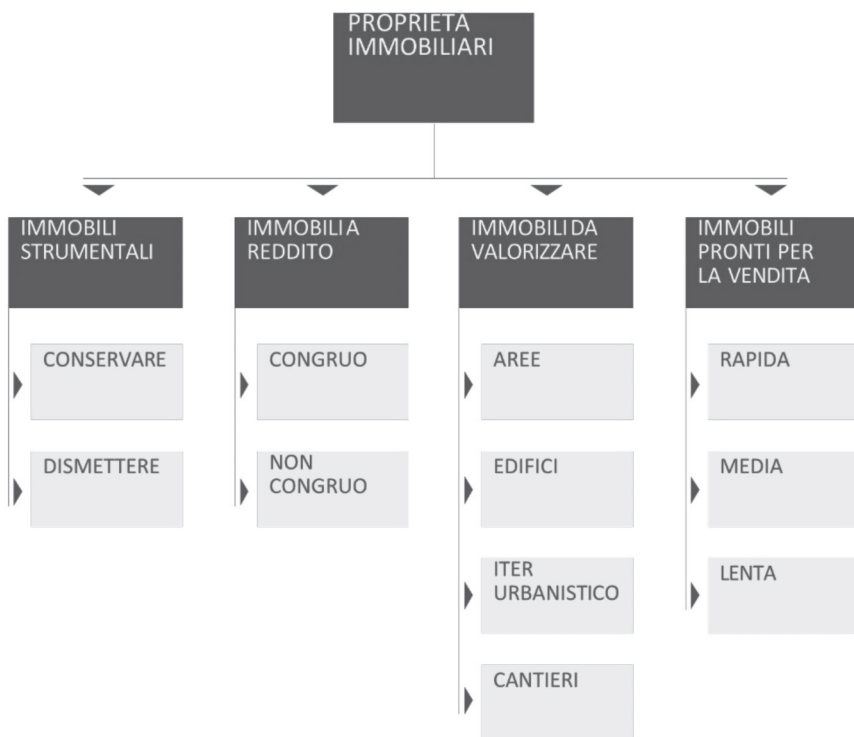 PROPRIETA
IMMOBILIARI
IMMOBILI
STRUMENTALI
CONSERVARE
DISMETTERE
IMMOBILI A
REDDITO
CONGRUO
NON
CONGRUO
IMMOBILI DA
VALORIZZARE
AREE
EDIFICI
ITER
URBANISTICO
CANTIERI
IMMOBILI
PRONTI PER
LA VENDITA
RAPIDA
MEDIA
LENTA